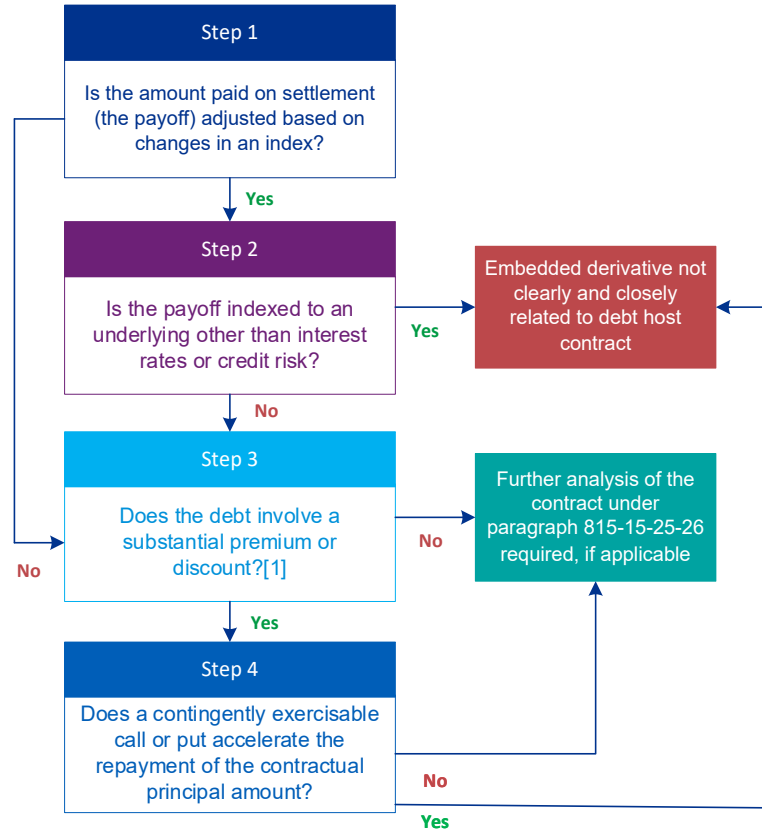 Step 1
Is the amount paid on settlement
(the payoff) adjusted based on
changes in an index?
Yes
Step 2
Is the payoff indexed to an
underlying other than interest
rates or credit risk?
Yes
Embedded derivative not
clearly and closely
related to debt host
contract
No
Step 3
Does the debt involve a
substantial premium or
discount?[1]
No
No
Further analysis of the
contract under
paragraph 815-15-25-26
required, if applicable
Yes
Step 4
Does a contingently exercisable
call or put accelerate the
repayment of the contractual
principal amount?
No
Yes